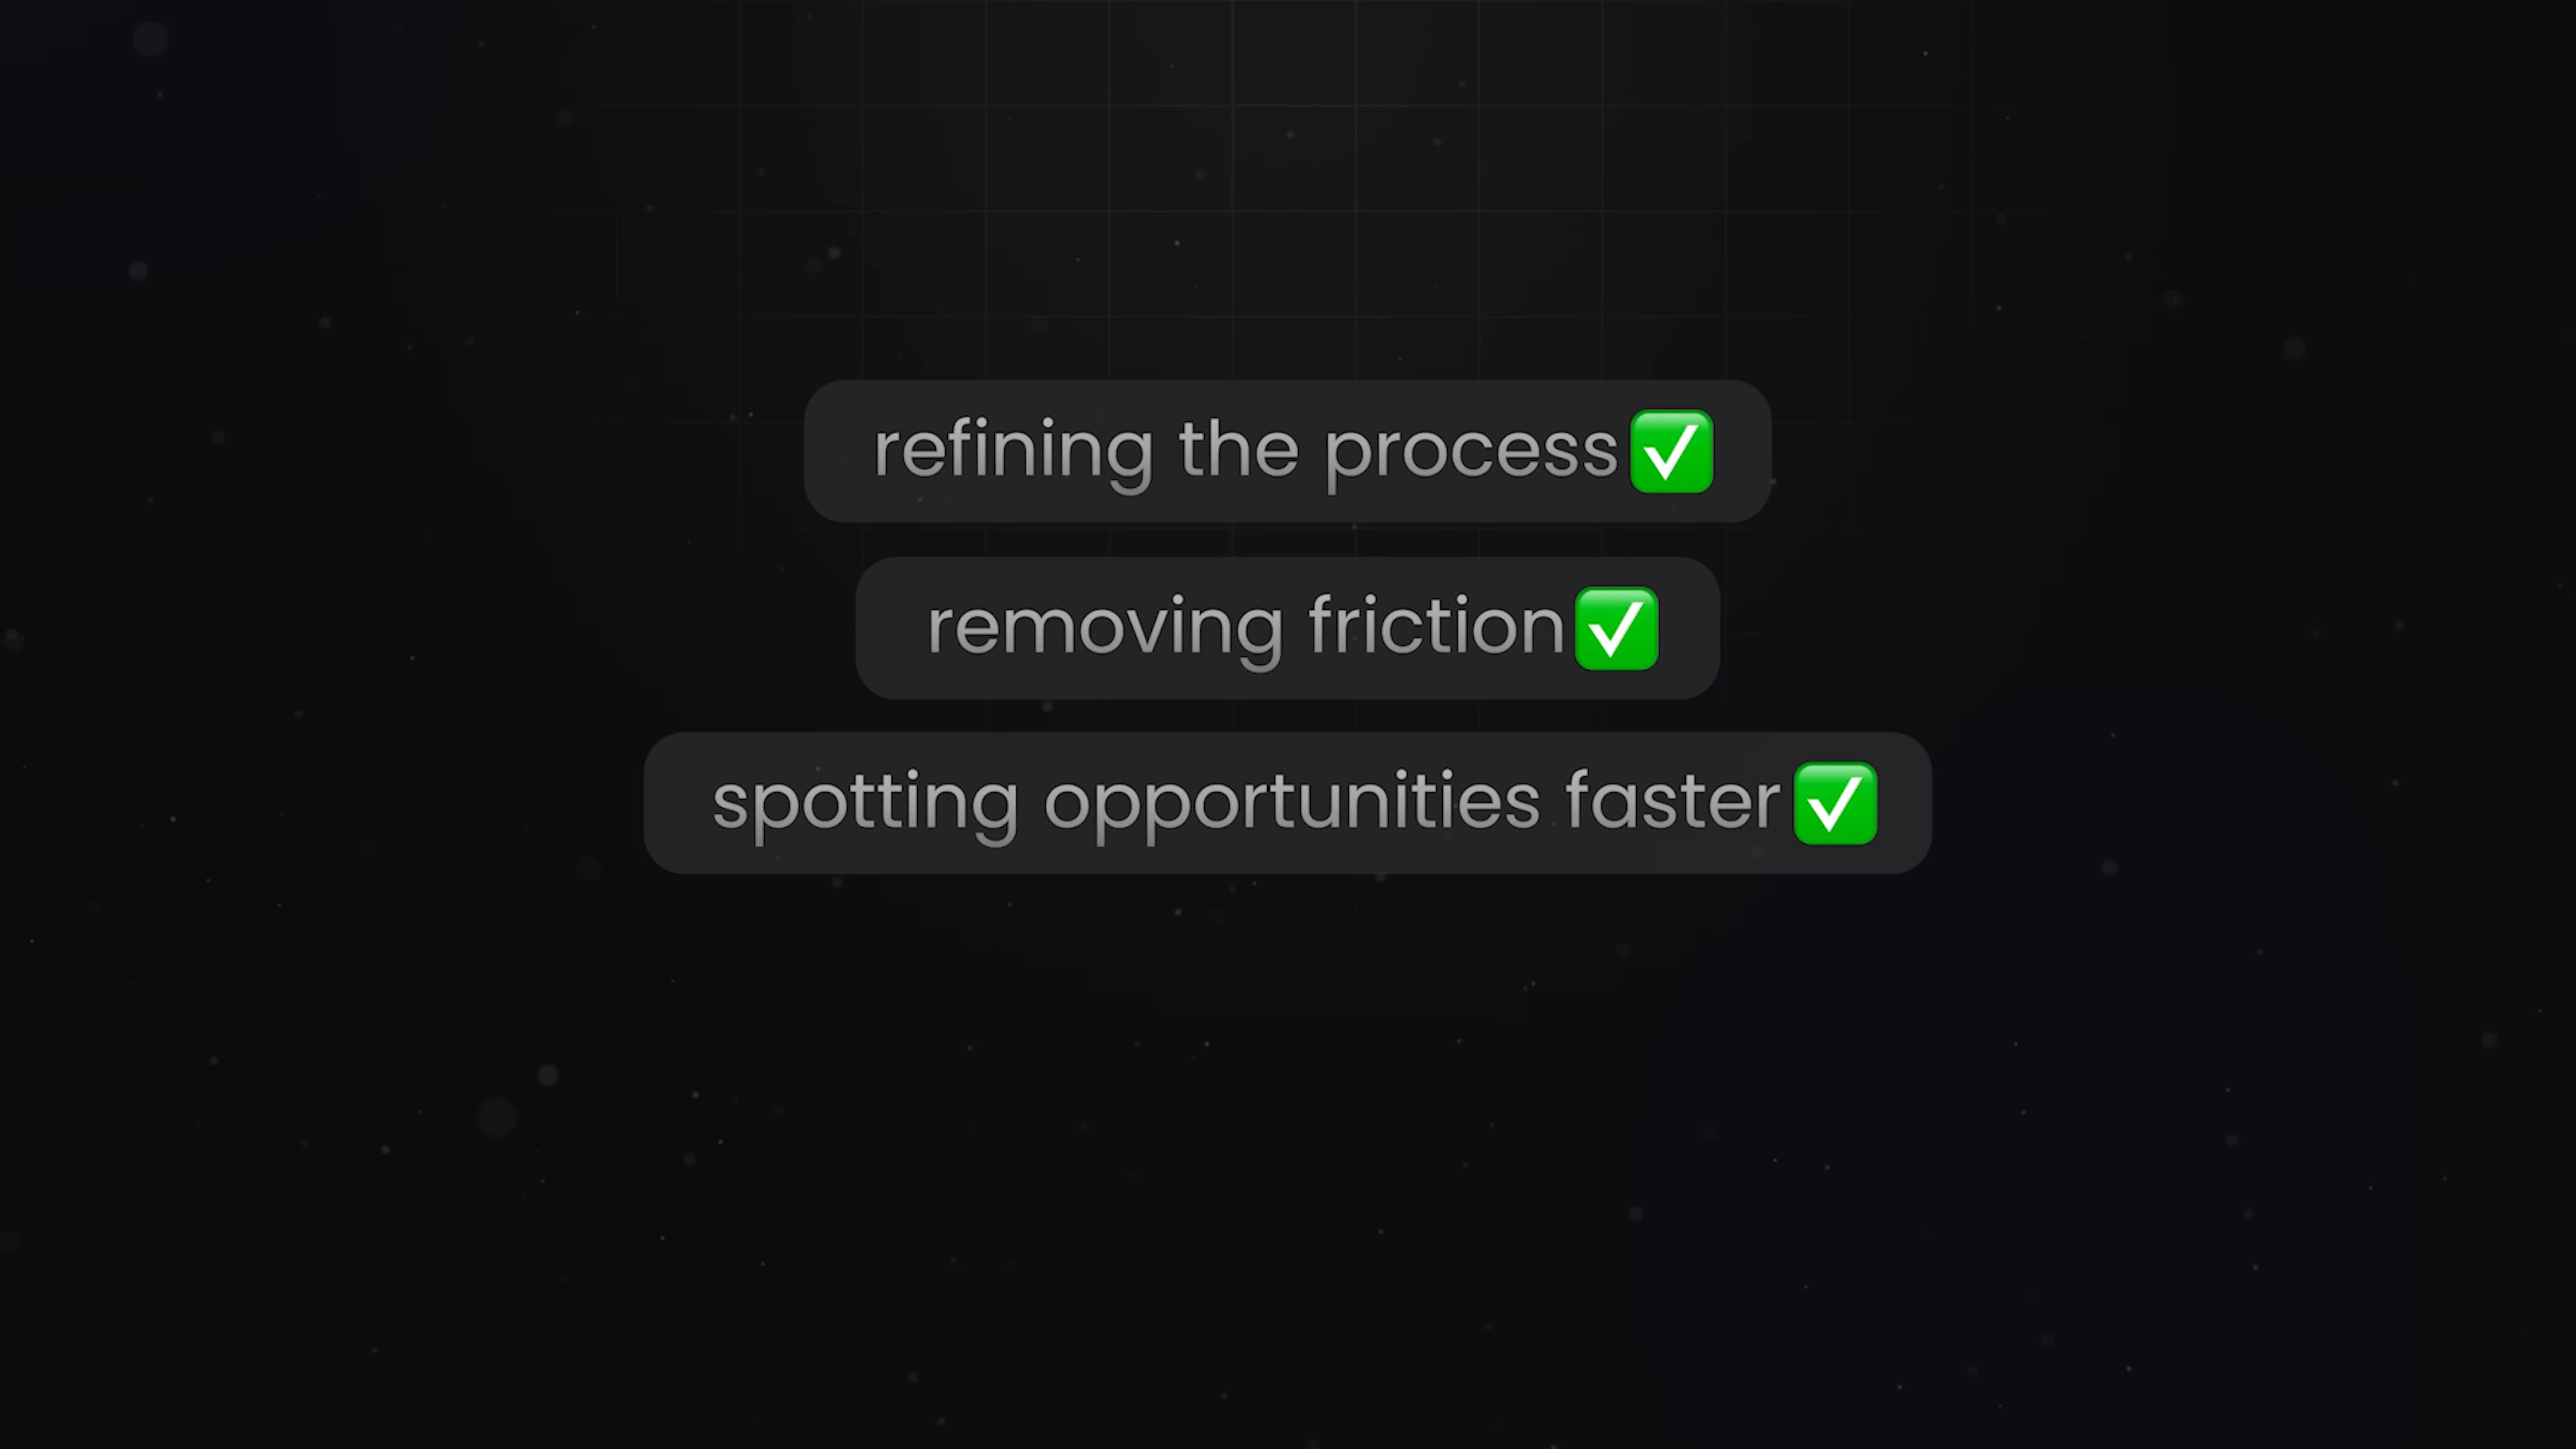 refining the process✅
removing friction✅
spotting opportunities faster✅